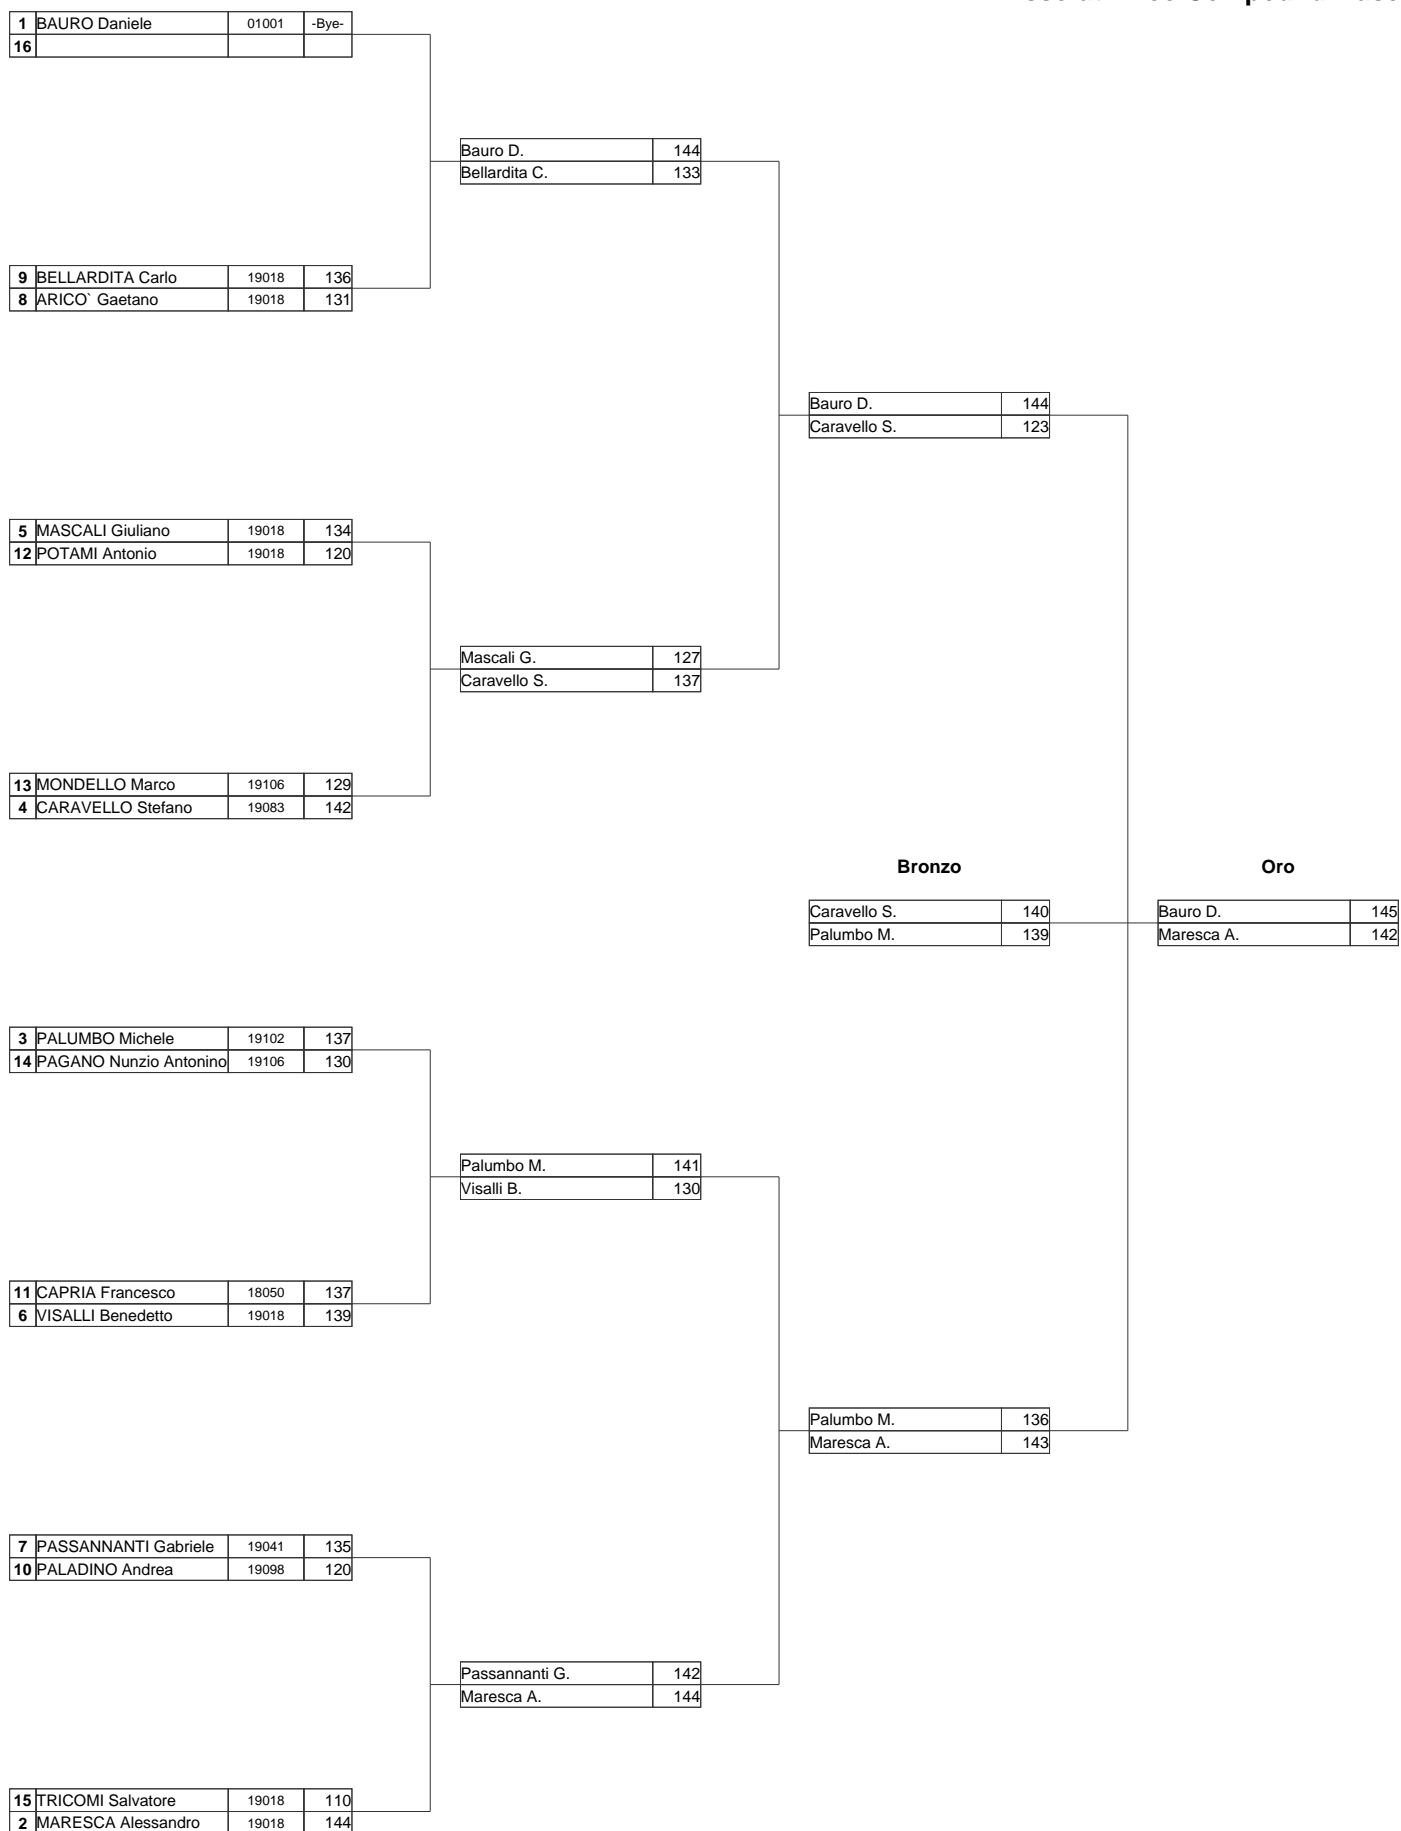 1 BAURO Daniele 01001 -Bye-
16
Bauro D. 144
Bellardita C. 133
9 BELLARDITA Carlo 19018 136
8 ARICO` Gaetano 19018 131
Bauro D. 144
Caravello S. 123
5 MASCALI Giuliano 19018 134
12 POTAMI Antonio 19018 120
Mascali G. 127
Caravello S. 137
13 MONDELLO Marco 19106 129
4 CARAVELLO Stefano 19083 142
Bronzo Oro
Caravello S. 140 Bauro D. 145
Palumbo M. 139 Maresca A. 142
3 PALUMBO Michele 19102 137
14 PAGANO Nunzio Antonino 19106 130
Palumbo M. 141
Visalli B. 130
11 CAPRIA Francesco 18050 137
6 VISALLI Benedetto 19018 139
Palumbo M. 136
Maresca A. 143
7 PASSANNANTI Gabriele 19041 135
10 PALADINO Andrea 19098 120
Passannanti G. 142
Maresca A. 144
15 TRICOMI Salvatore 19018 110
2 MARESCA Alessandro 19018 144